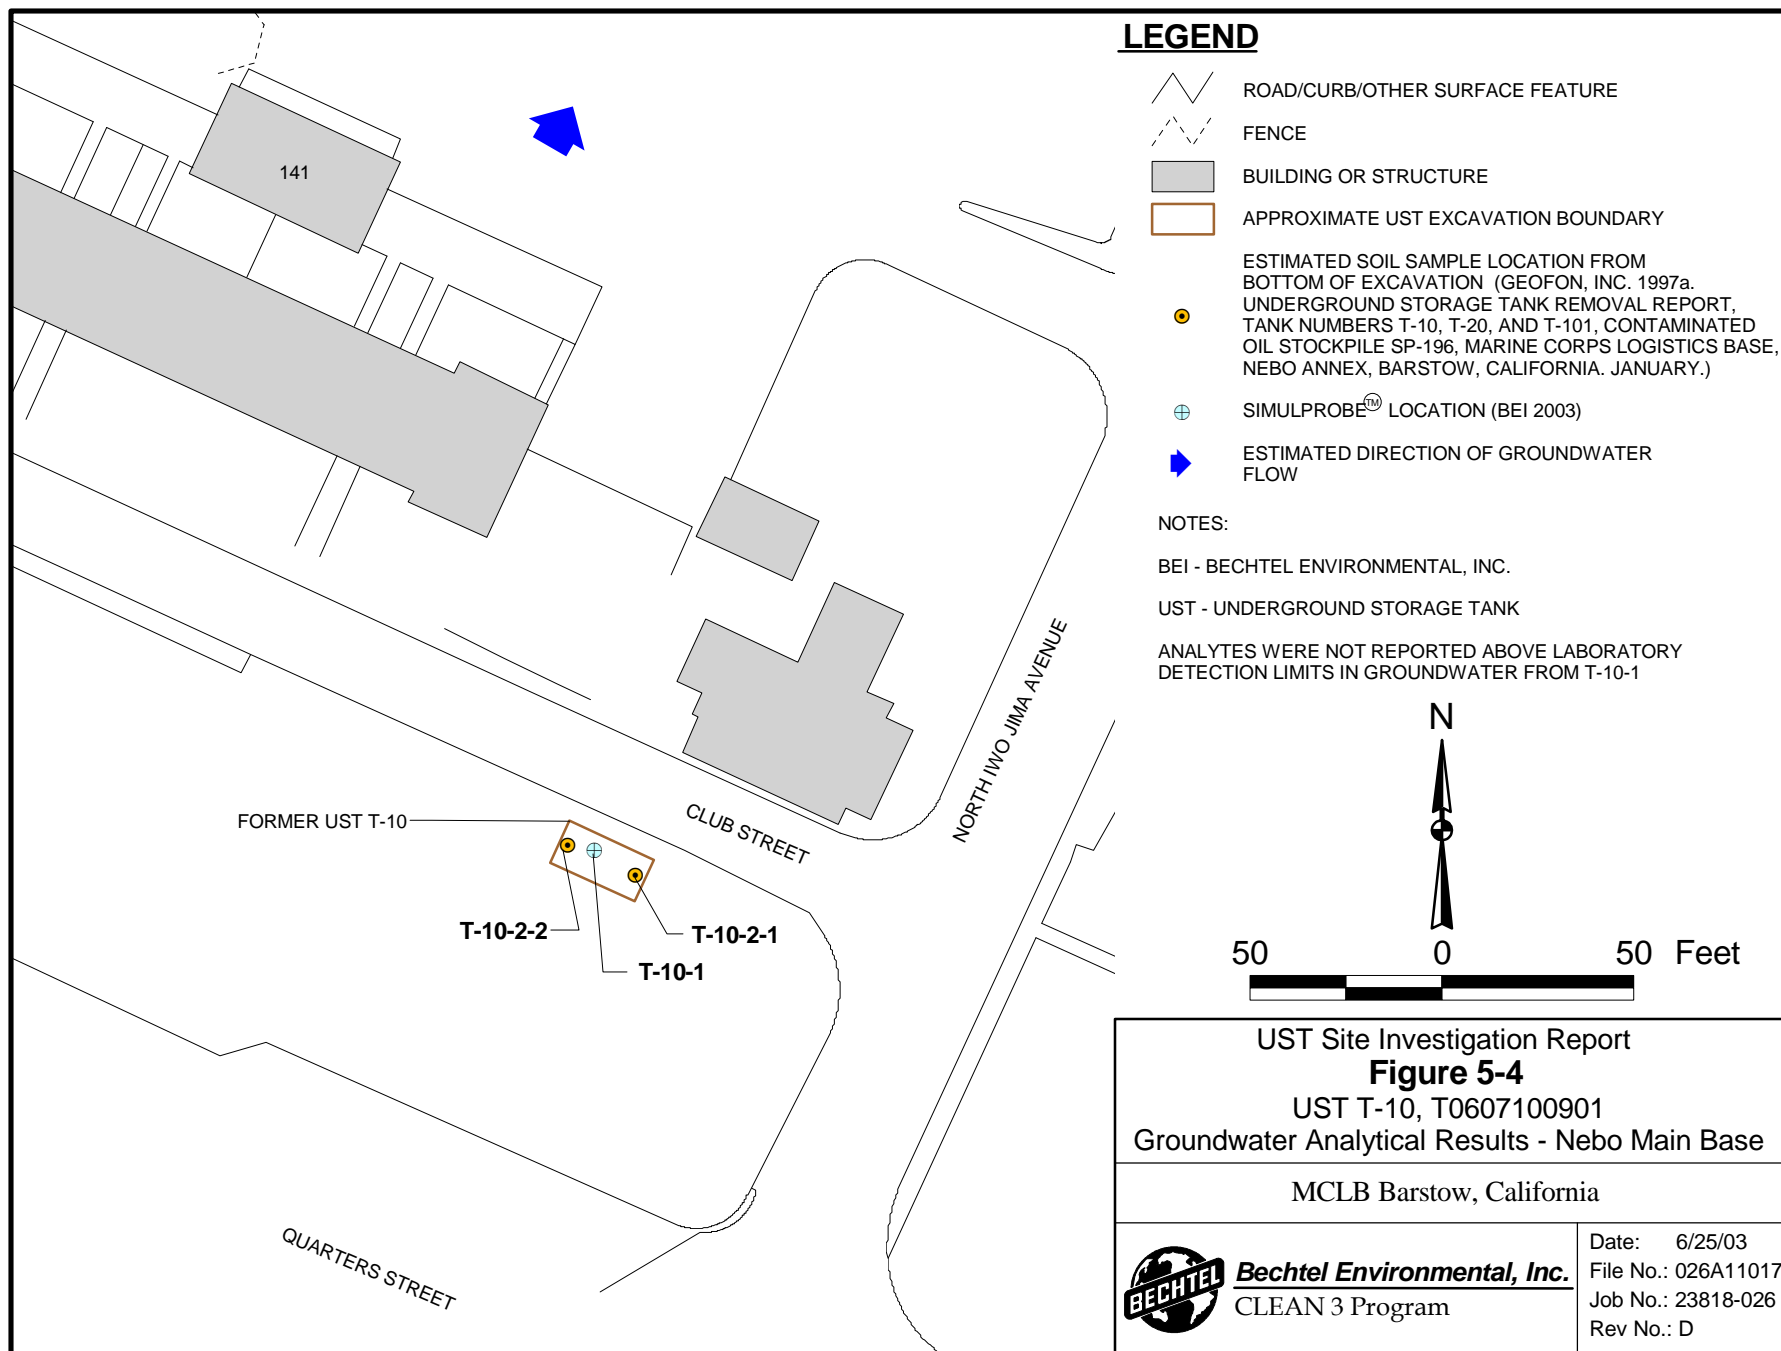 141
FORMER UST T-10
T-10-2-2
T-10-1
T-10-2-1
CLUB STREET
NORTH IWO JIMA AVENUE
QUARTERS STREET
LEGEND
ROAD/CURB/OTHER SURFACE FEATURE
FENCE
BUILDING OR STRUCTURE
APPROXIMATE UST EXCAVATION BOUNDARY
ESTIMATED SOIL SAMPLE LOCATION FROM
BOTTOM OF EXCAVATION (GEOFON, INC. 1997a.
UNDERGROUND STORAGE TANK REMOVAL REPORT,
TANK NUMBERS T-10, T-20, AND T-101, CONTAMINATED
OIL STOCKPILE SP-196, MARINE CORPS LOGISTICS BASE,
NEBO ANNEX, BARSTOW, CALIFORNIA. JANUARY.)
SIMULPROBE™ LOCATION (BEI 2003)
ESTIMATED DIRECTION OF GROUNDWATER
FLOW
NOTES:
BEI - BECHTEL ENVIRONMENTAL, INC.
UST - UNDERGROUND STORAGE TANK
ANALYTES WERE NOT REPORTED ABOVE LABORATORY
DETECTION LIMITS IN GROUNDWATER FROM T-10-1
N
50 0 50 Feet
UST Site Investigation Report
Figure 5-4
UST T-10, T0607100901
Groundwater Analytical Results - Nebo Main Base
MCLB Barstow, California
BECHTEL
Bechtel Environmental, Inc.
CLEAN 3 Program
Date: 6/25/03
File No.: 026A11017
Job No.: 23818-026
Rev No.: D